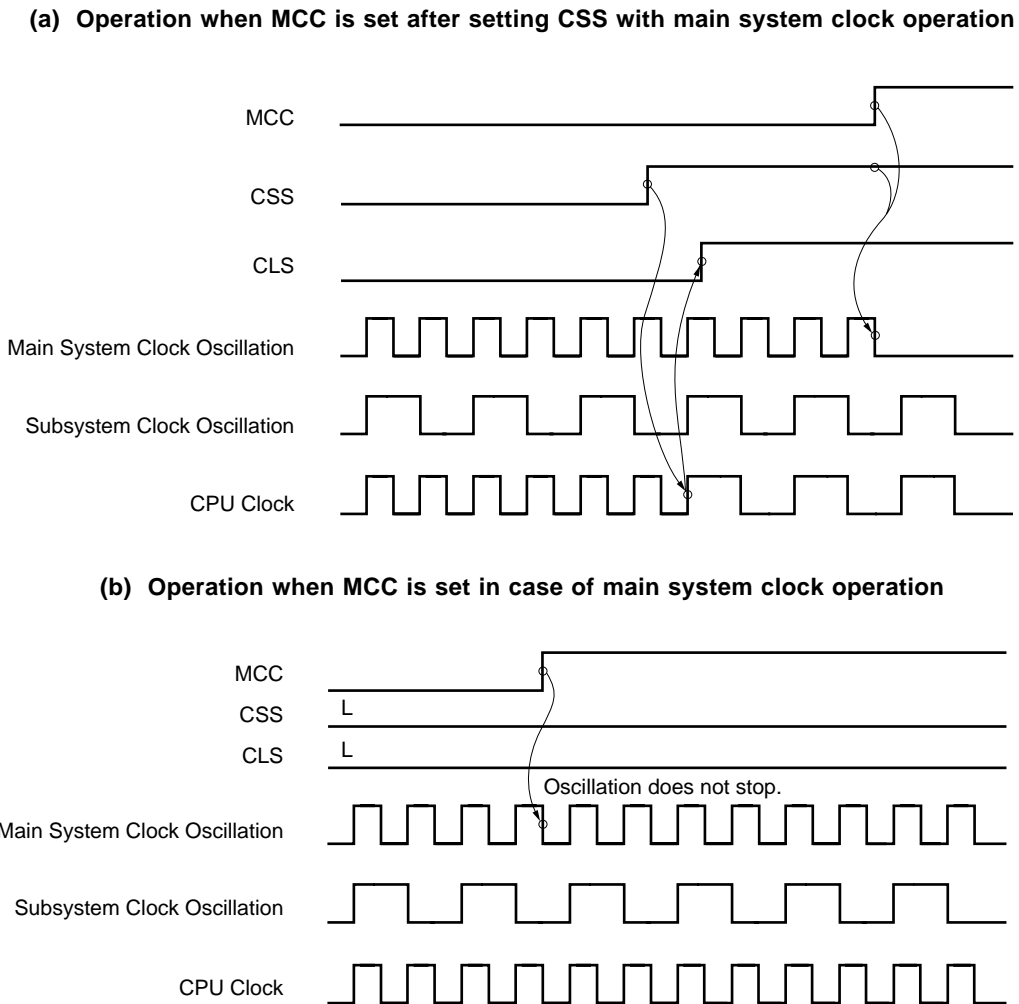 (a) Operation when MCC is set after setting CSS with main system clock operation
MCC
CSS
CLS
Main System Clock Oscillation
Subsystem Clock Oscillation
CPU Clock
(b) Operation when MCC is set in case of main system clock operation
MCC
CSS
L
CLS
L
Oscillation does not stop.
Main System Clock Oscillation
Subsystem Clock Oscillation
CPU Clock